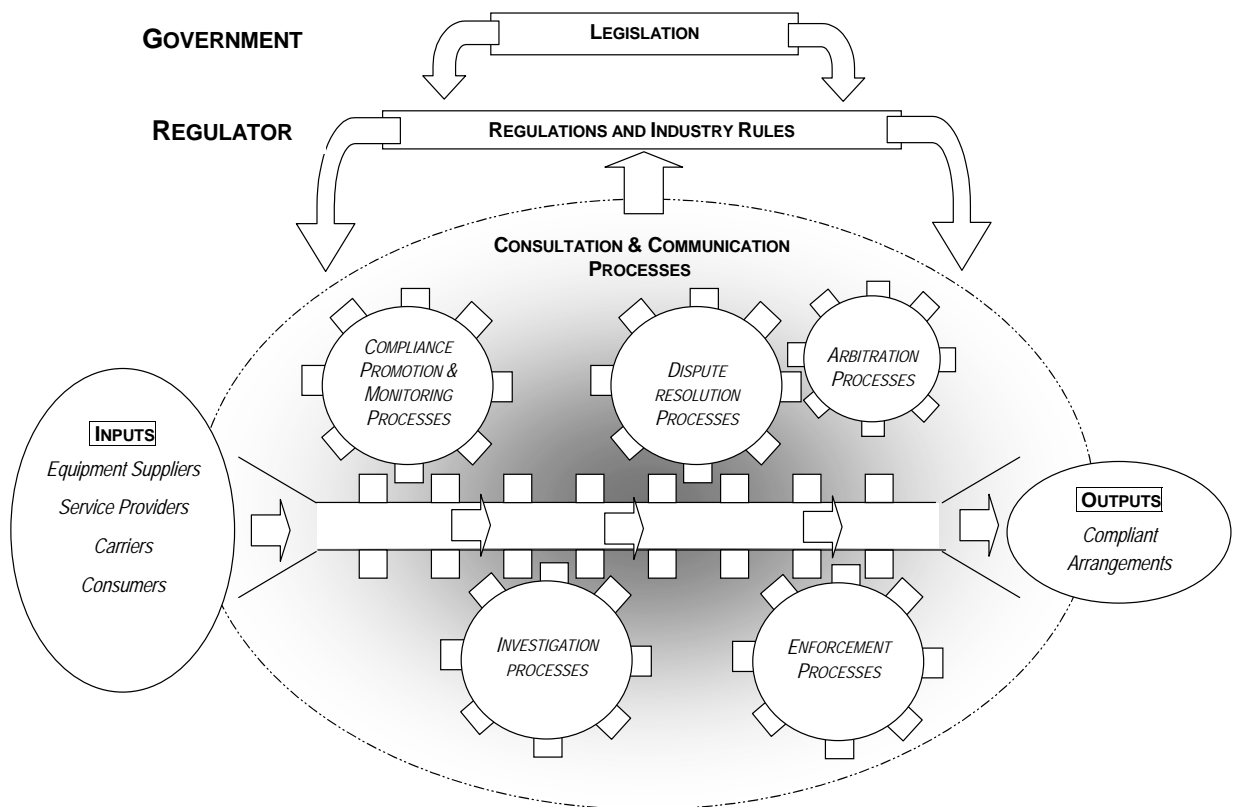 GOVERNMENT
LEGISLATION
REGULATOR
REGULATIONS AND INDUSTRY RULES
CONSULTATION & COMMUNICATION
PROCESSES
COMPLIANCE
PROMOTION &
MONITORING
PROCESSES
DISPUTE
RESOLUTION
PROCESSES
ARBITRATION
PROCESSES
INPUTS
Equipment Suppliers
Service Providers
Carriers
Consumers
OUTPUTS
Compliant
Arrangements
INVESTIGATION
PROCESSES
ENFORCEMENT
PROCESSES